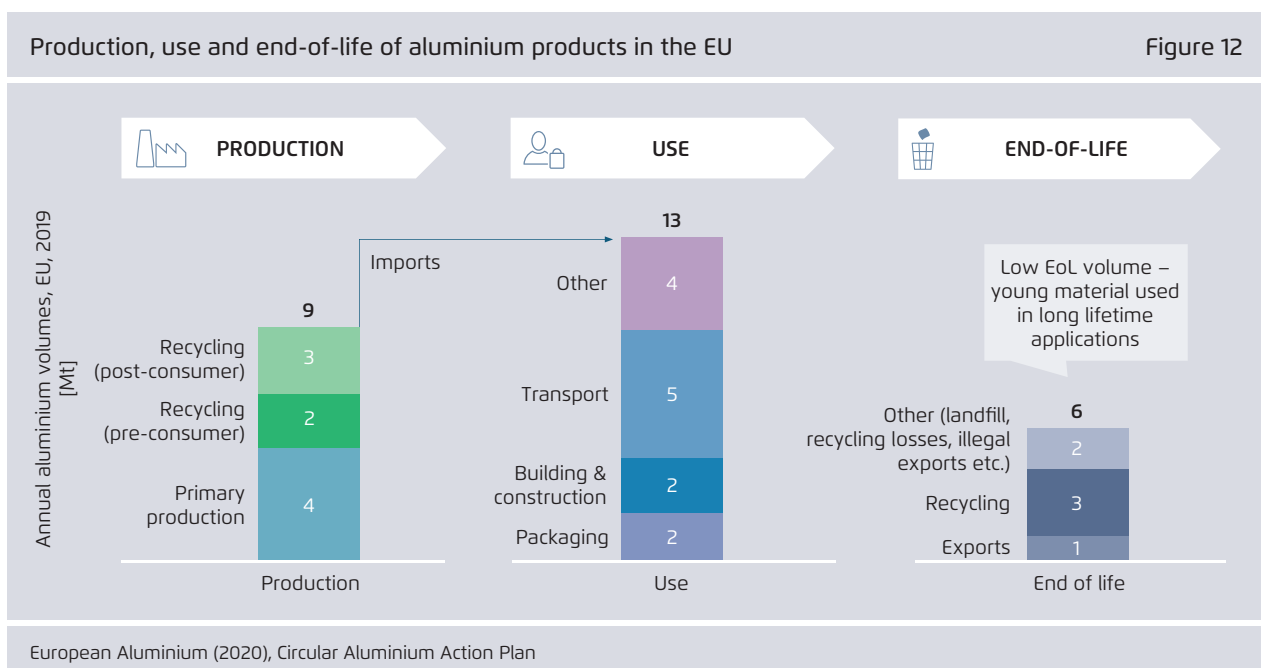 Production, use and end-of-life of aluminium products in the EU
Figure 12
PRODUCTION
USE
END-OF-LIFE
Annual aluminium volumes, EU, 2019
[Mt]
9
Recycling
(post-consumer)
3
Recycling
(pre-consumer)
2
Primary
production
4
Production
Imports
13
Other
4
Transport
5
Building &
construction
2
Packaging
2
Use
Low EoL volume –
young material used
in long lifetime
applications
6
Other (landfill,
recycling losses, illegal
exports etc.)
2
Recycling
3
Exports
1
End of life
European Aluminium (2020), Circular Aluminium Action Plan